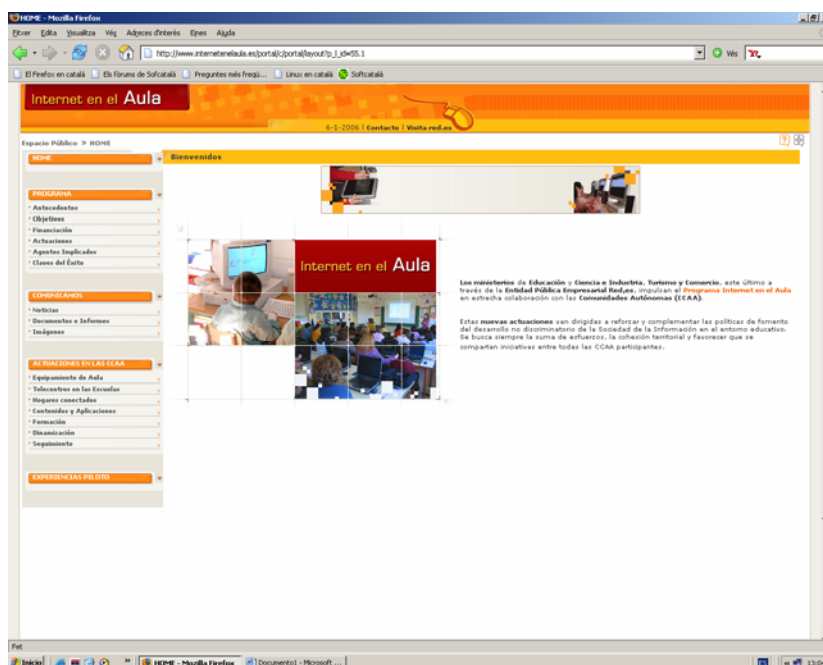 HOME - Mozilla Firefox
Fitxer Edita Visualitza Vés Adreces d'interès Eines Ajuda
http://www.internetenelaula.es/portal/c/portal/layout?p_l_id=55.1 Vés
El Firefox en català Els fòrums de Softcatalà Preguntes més freqü... Linux en català Softcatalà
Internet en el Aula
6-1-2006 | Contacto | Visita red.es
Espacio Público » HOME
HOME
Bienvenidos
PROGRAMA
Antecedentes
Objetivos
Financiación
Actuaciones
Agentes Implicados
Claves del Éxito
COMUNICAMOS
Noticias
Documentos e Informes
Imágenes
ACTUACIONES EN LAS CCAA
Equipamiento de Aula
Telecentros en las Escuelas
Hogares conectados
Contenidos y Aplicaciones
Formación
Dinamización
Seguimiento
EXPERIENCIAS PILOTO
Internet en el Aula
Los ministerios de Educación y Ciencia e Industria, Turismo y Comercio, este último a
través de la Entidad Pública Empresarial Red.es, impulsan el Programa Internet en el Aula
en estrecha colaboración con las Comunidades Autónomas (CCAA).
Estas nuevas actuaciones van dirigidas a reforzar y complementar las políticas de fomento
del desarrollo no discriminatorio de la Sociedad de la Información en el entorno educativo.
Se busca siempre la suma de esfuerzos, la cohesión territorial y favorecer que se
compartan iniciativas entre todas las CCAA participantes.
Fet
Inicio HOME - Mozilla Firefox Documento1 - Microsoft ... ES